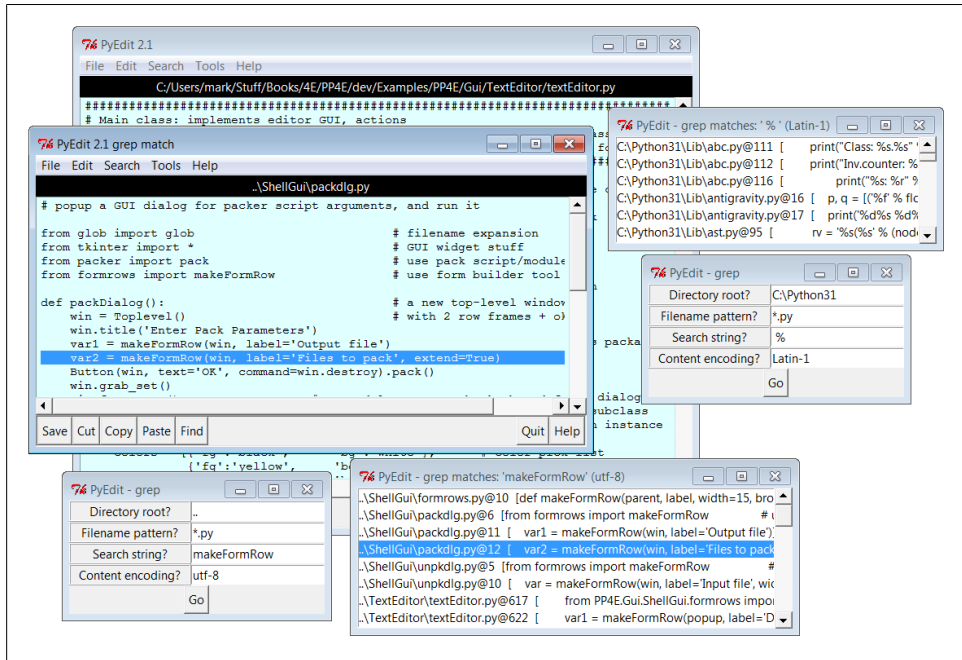 PyEdit 2.1
File Edit Search Tools Help
C:/Users/mark/Stuff/Books/4E/PP4E/dev/Examples/PP4E/Gui/TextEditor/textEditor.py
################################################################################
# Main class: implements editor GUI, actions
PyEdit 2.1 grep match
File Edit Search Tools Help
..\ShellGui\packdlg.py
# popup a GUI dialog for packer script arguments, and run it
from glob import glob # filename expansion
from tkinter import * # GUI widget stuff
from packer import pack # use pack script/module
from formrows import makeFormRow # use form builder tool
def packDialog(): # a new top-level window
win = Toplevel() # with 2 row frames + ok
win.title('Enter Pack Parameters')
var1 = makeFormRow(win, label='Output file')
var2 = makeFormRow(win, label='Files to pack', extend=True)
Button(win, text='OK', command=win.destroy).pack()
win.grab_set()
Save Cut Copy Paste Find Quit Help
s packa
dialog
subclass
instance
{'fg':'yellow',
PyEdit - grep matches: ' % ' (Latin-1)
C:\Python31\Lib\abc.py@111 [ print("Class: %s.%s"
C:\Python31\Lib\abc.py@112 [ print("Inv.counter: %
C:\Python31\Lib\abc.py@116 [ print("%s: %r" %
C:\Python31\Lib\antigravity.py@16 [ p, q = [('%f' % flo
C:\Python31\Lib\antigravity.py@17 [ print('%d%s %d%
C:\Python31\Lib\ast.py@95 [ rv = '%s(%s' % (node
PyEdit - grep
Directory root? C:\Python31
Filename pattern? *.py
Search string? %
Content encoding? Latin-1
Go
PyEdit - grep
Directory root? ..
Filename pattern? *.py
Search string? makeFormRow
Content encoding? utf-8
Go
PyEdit - grep matches: 'makeFormRow' (utf-8)
..\ShellGui\formrows.py@10 [def makeFormRow(parent, label, width=15, bro
..\ShellGui\packdlg.py@6 [from formrows import makeFormRow #
..\ShellGui\packdlg.py@11 [ var1 = makeFormRow(win, label='Output file')
..\ShellGui\packdlg.py@12 [ var2 = makeFormRow(win, label='Files to pack
..\ShellGui\unpkdlg.py@5 [from formrows import makeFormRow #
..\ShellGui\unpkdlg.py@10 [ var = makeFormRow(win, label='Input file', wid
..\TextEditor\textEditor.py@617 [ from PP4E.Gui.ShellGui.formrows impor
..\TextEditor\textEditor.py@622 [ var1 = makeFormRow(popup, label='D